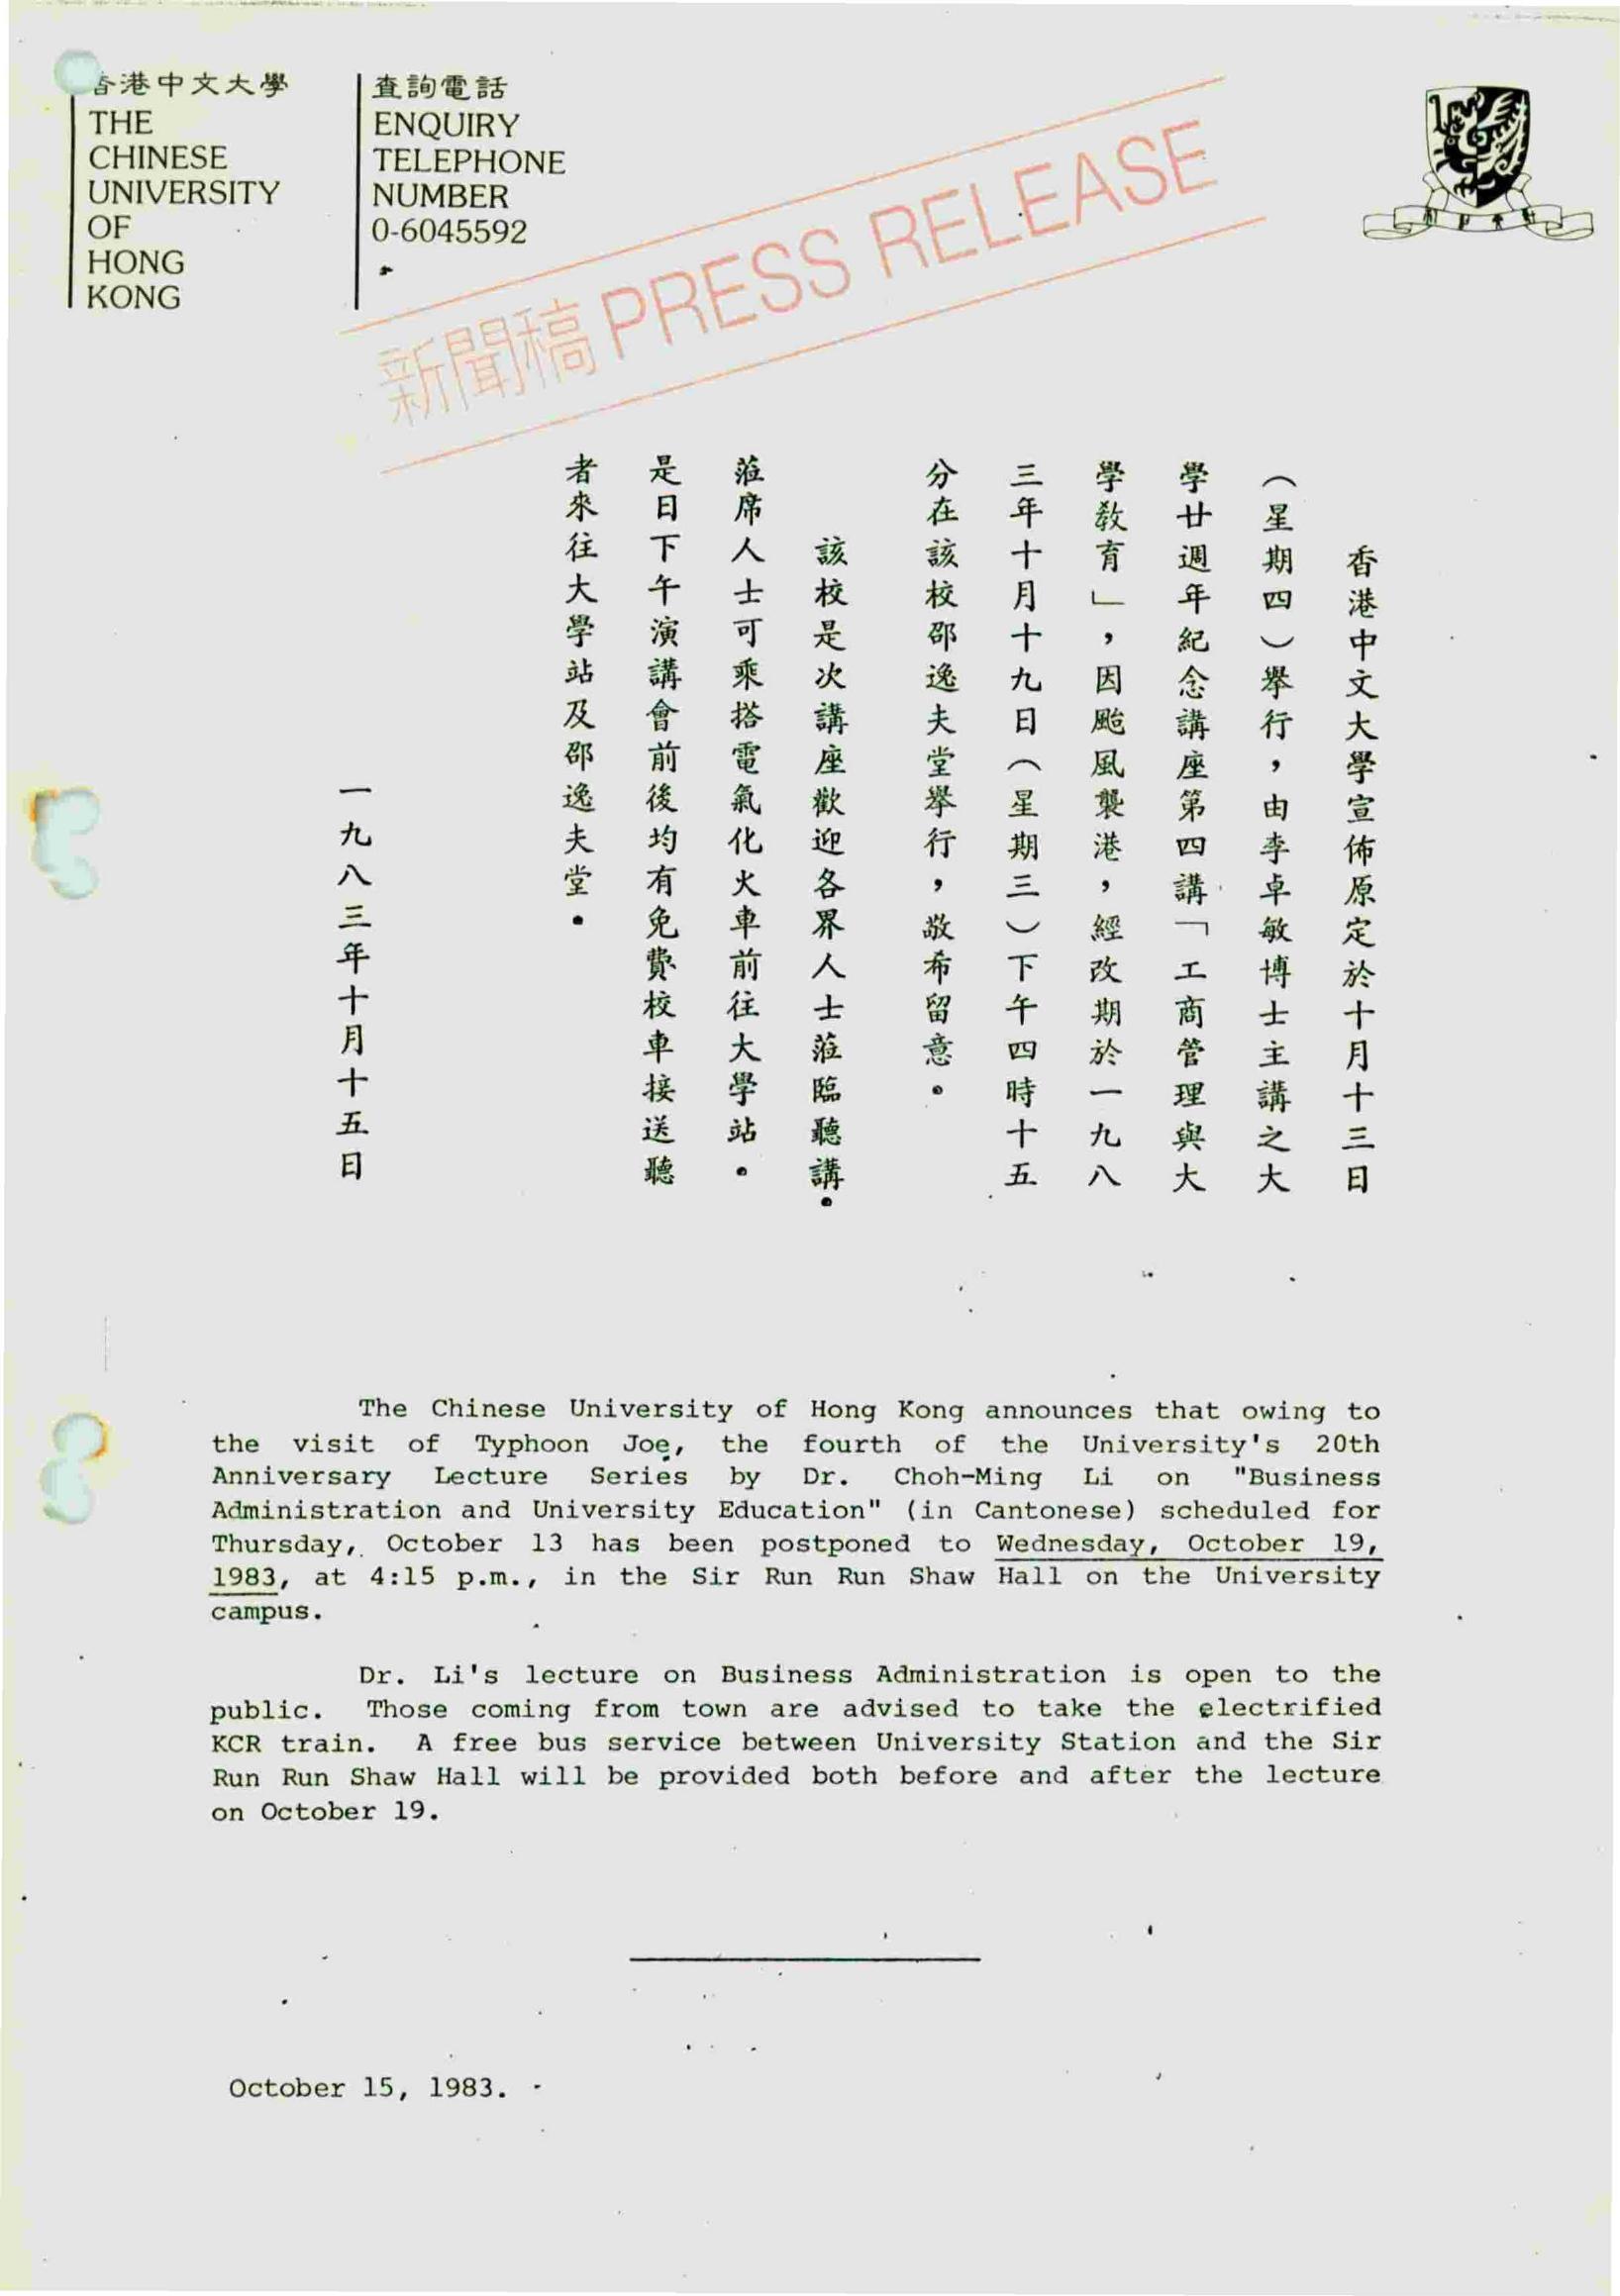 香港中文大學
THE
CHINESE
UNIVERSITY
OF
HONG
KONG
查詢電話
ENQUIRY
TELEPHONE
NUMBER
0-6045592
新聞稿 PRESS RELEASE
香港中文大學宣佈原定於十月十三日
（星期四）舉行，由李卓敏博士主講之大
學廿週年紀念講座第四講「工商管理與大
學教育」，因颱風襲港，經改期於一九八
三年十月十九日（星期三）下午四時十五
分在該校邵逸夫堂舉行，敬希留意。
該校是次講座歡迎各界人士蒞臨聽講。
蒞席人士可乘搭電氣化火車前往大學站。
是日下午演講會前後均有免費校車接送聽
者來往大學站及邵逸夫堂。
一九八三年十月十五日
The Chinese University of Hong Kong announces that owing to
the visit of Typhoon Joe, the fourth of the University's 20th
Anniversary Lecture Series by Dr. Choh-Ming Li on "Business
Administration and University Education" (in Cantonese) scheduled for
Thursday, October 13 has been postponed to Wednesday, October 19,
1983, at 4:15 p.m., in the Sir Run Run Shaw Hall on the University
campus.
Dr. Li's lecture on Business Administration is open to the
public. Those coming from town are advised to take the electrified
KCR train. A free bus service between University Station and the Sir
Run Run Shaw Hall will be provided both before and after the lecture
on October 19.
October 15, 1983.